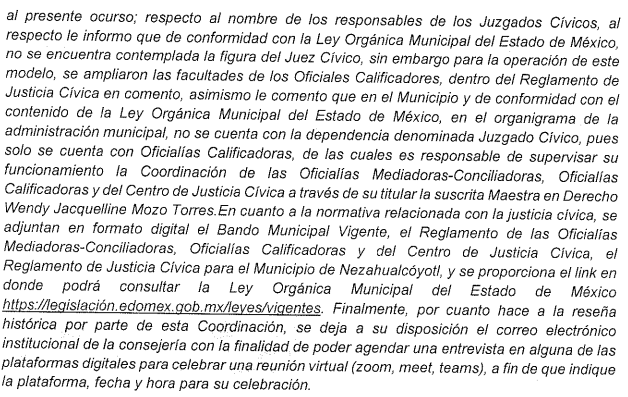 al presente ocurso; respecto al nombre de los responsables de los Juzgados Cívicos, al
respecto le informo que de conformidad con la Ley Orgánica Municipal del Estado de México,
no se encuentra contemplada la figura del Juez Cívico, sin embargo para la operación de este
modelo, se ampliaron las facultades de los Oficiales Calificadores, dentro del Reglamento de
Justicia Cívica en comento, asimismo le comento que en el Municipio y de conformidad con el
contenido de la Ley Orgánica Municipal del Estado de México, en el organigrama de la
administración municipal, no se cuenta con la dependencia denominada Juzgado Cívico, pues
solo se cuenta con Oficialías Calificadoras, de las cuales es responsable de supervisar su
funcionamiento la Coordinación de las Oficialías Mediadoras-Conciliadoras, Oficialías
Calificadoras y del Centro de Justicia Cívica a través de su titular la suscrita Maestra en Derecho
Wendy Jacquelline Mozo Torres.En cuanto a la normativa relacionada con la justicia cívica, se
adjuntan en formato digital el Bando Municipal Vigente, el Reglamento de las Oficialías
Mediadoras-Conciliadoras, Oficialías Calificadoras y del Centro de Justicia Cívica, el
Reglamento de Justicia Cívica para el Municipio de Nezahualcóyotl, y se proporciona el link en
donde podrá consultar la Ley Orgánica Municipal del Estado de México
https://legislación.edomex.gob.mx/leyes/vigentes. Finalmente, por cuanto hace a la reseña
histórica por parte de esta Coordinación, se deja a su disposición el correo electrónico
institucional de la consejería con la finalidad de poder agendar una entrevista en alguna de las
plataformas digitales para celebrar una reunión virtual (zoom, meet, teams), a fin de que indique
la plataforma, fecha y hora para su celebración.